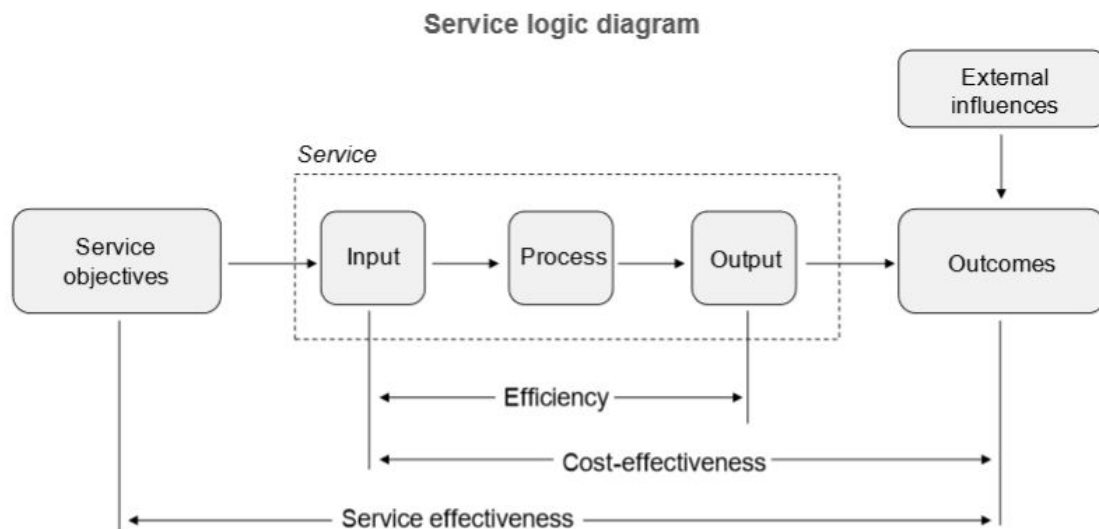 Service logic diagram
External
influences
Service
Service
objectives
Input
Process
Output
Outcomes
Efficiency
Cost-effectiveness
Service effectiveness